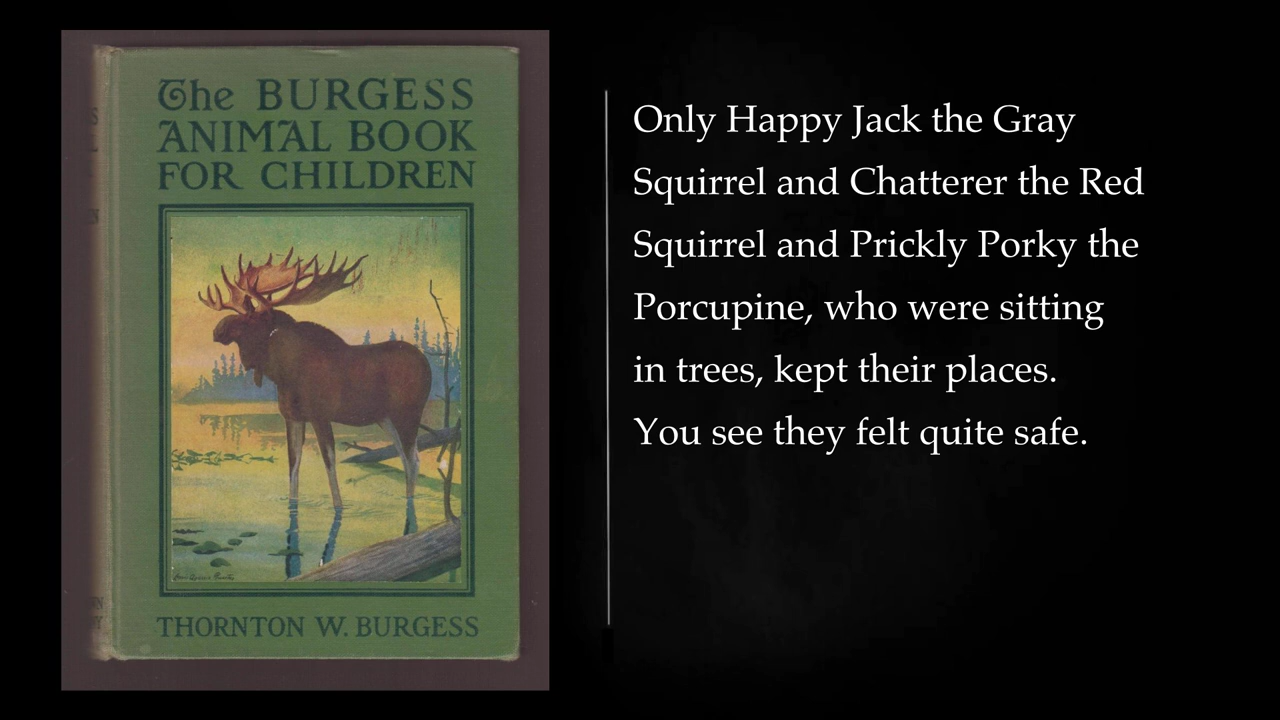 The BURGESS
ANIMAL BOOK
FOR CHILDREN
THORNTON W. BURGESS
Only Happy Jack the Gray
Squirrel and Chatterer the Red
Squirrel and Prickly Porky the
Porcupine, who were sitting
in trees, kept their places.
You see they felt quite safe.